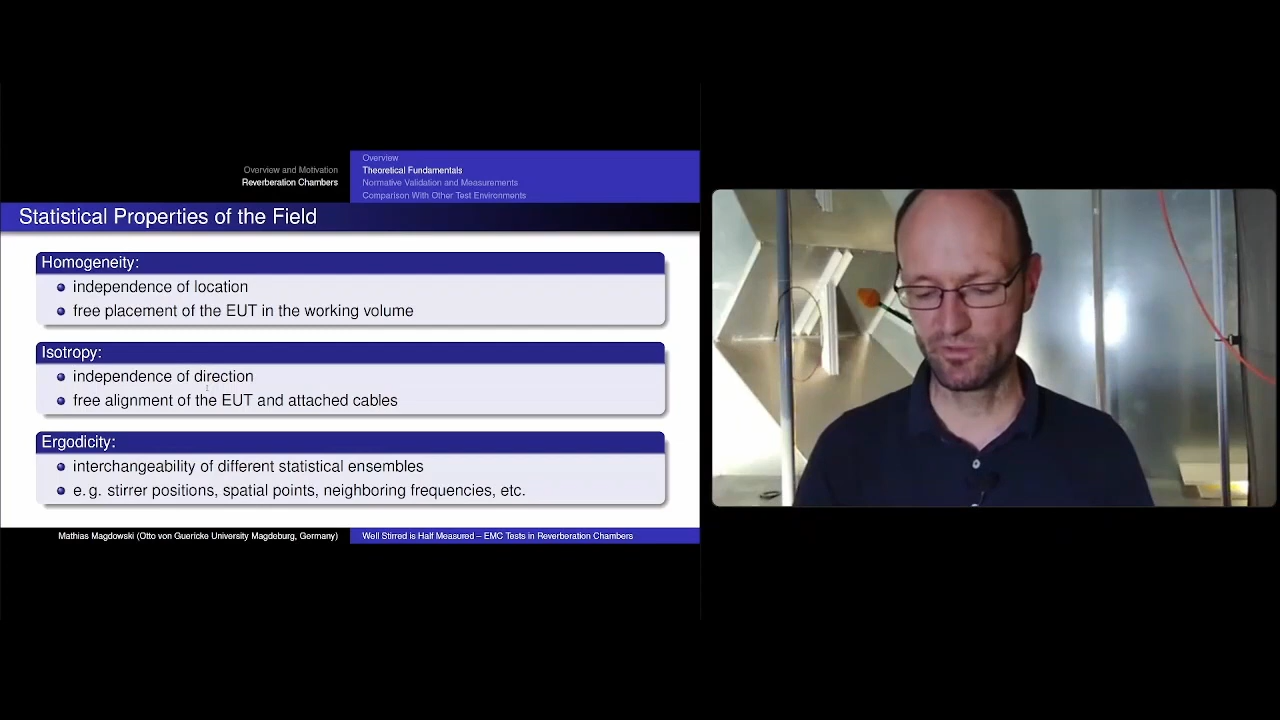 Overview and Motivation
Reverberation Chambers
Overview
Theoretical Fundamentals
Normative Validation and Measurements
Comparison With Other Test Environments
Statistical Properties of the Field
Homogeneity:
independence of location
free placement of the EUT in the working volume
Isotropy:
independence of direction
free alignment of the EUT and attached cables
Ergodicity:
interchangeability of different statistical ensembles
e. g. stirrer positions, spatial points, neighboring frequencies, etc.
Mathias Magdowski (Otto von Guericke University Magdeburg, Germany)
Well Stirred is Half Measured – EMC Tests in Reverberation Chambers